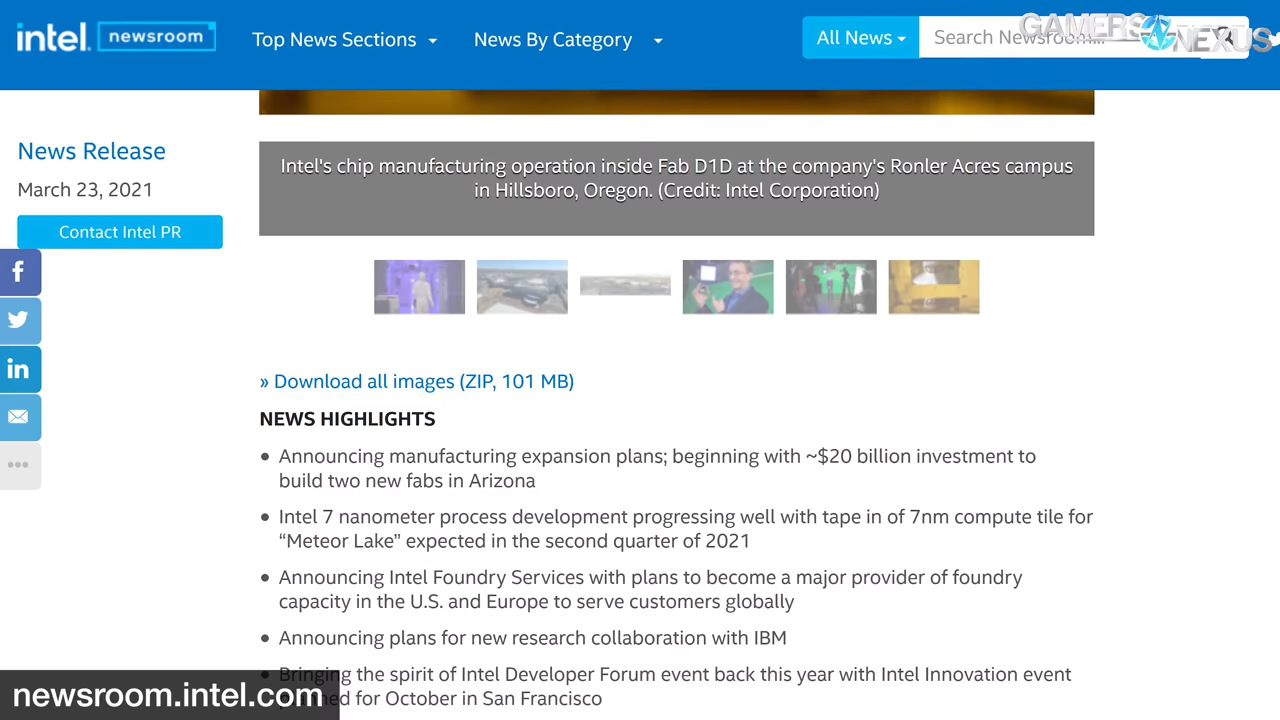 intel. newsroom
Top News Sections
News By Category
All News
Search Newsroom...
GAMERS NEXUS
News Release
March 23, 2021
Contact Intel PR
Intel's chip manufacturing operation inside Fab D1D at the company's Ronler Acres campus
in Hillsboro, Oregon. (Credit: Intel Corporation)
» Download all images (ZIP, 101 MB)
NEWS HIGHLIGHTS
• Announcing manufacturing expansion plans; beginning with ~$20 billion investment to
build two new fabs in Arizona
• Intel 7 nanometer process development progressing well with tape in of 7nm compute tile for
“Meteor Lake” expected in the second quarter of 2021
• Announcing Intel Foundry Services with plans to become a major provider of foundry
capacity in the U.S. and Europe to serve customers globally
• Announcing plans for new research collaboration with IBM
• Bringing the spirit of Intel Developer Forum event back this year with Intel Innovation event
planned for October in San Francisco
newsroom.intel.com